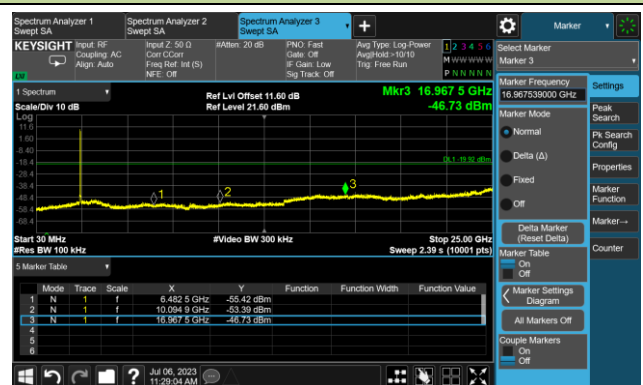 Spectrum Analyzer 1 Spectrum Analyzer 2 Spectrum Analyzer 3 Marker
Swept SA Swept SA Swept SA
KEYSIGHT Input: RF Input Z: 50 Ω #Atten: 20 dB PNO: Fast Avg Type: Log-Power 1 2 3 4 5 6 Select Marker
Coupling: AC Corr CCorr Gate: Off Avg|Hold:>10/10 M W W W W W Marker 3
Align: Auto Freq Ref: Int (S) IF Gain: Low Trig: Free Run
LV NFE: Off Sig Track: Off P N N N N N
1 Spectrum Ref Lvl Offset 11.60 dB Mkr3 16.967 5 GHz Marker Frequency Settings
Scale/Div 10 dB Ref Level 21.60 dBm -46.73 dBm 16.967539000 GHz
Log Marker Mode Peak Search
11.6
1.60 Normal Pk Search Config
-8.40
-18.4 DL1 -19.92 dBm Delta (Δ) Properties
-28.4
-38.4 3 Fixed Marker Function
-48.4 1 2
-58.4 Off Marker→
-68.4
Start 30 MHz #Video BW 300 kHz Stop 25.00 GHz Delta Marker (Reset Delta)
#Res BW 100 kHz Sweep 2.39 s (10001 pts) Counter
5 Marker Table Marker Table
On
Off
Mode Trace Scale X Y Function Function Width Function Value
1 N 1 f 6.482 5 GHz -55.42 dBm Marker Settings Diagram
2 N 1 f 10.094 9 GHz -53.39 dBm
3 N 1 f 16.967 5 GHz -46.73 dBm All Markers Off
4
5 Couple Markers
6 On
Off
? Jul 06, 2023
11:29:04 AM